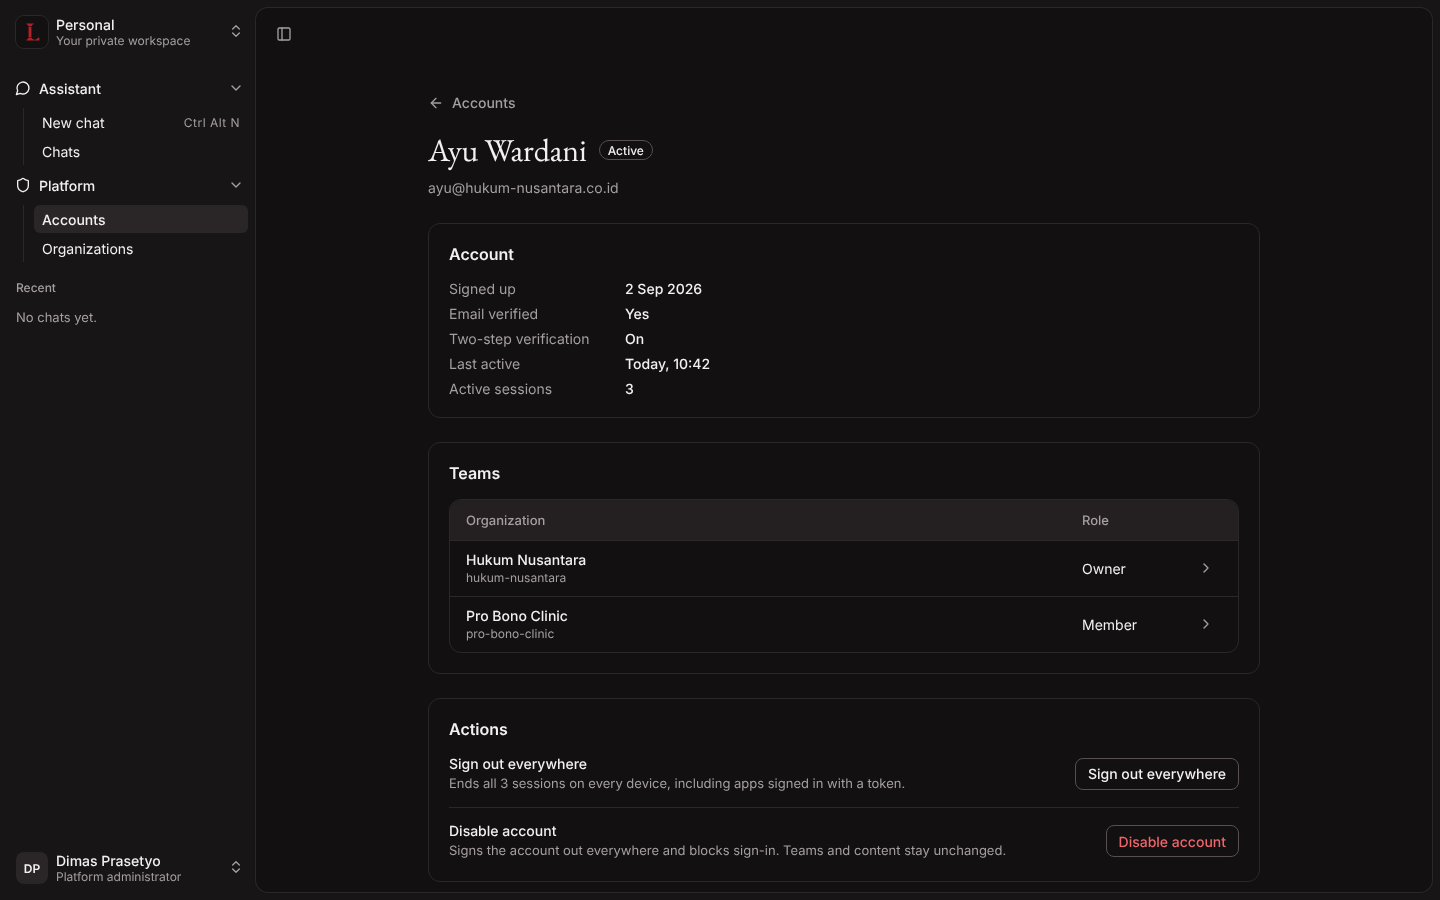 L
Personal
Your private workspace
Assistant
New chat
Ctrl Alt N
Chats
Platform
Accounts
Organizations
Recent
No chats yet.
DP
Dimas Prasetyo
Platform administrator
Accounts
Ayu Wardani
Active
ayu@hukum-nusantara.co.id
Account
Signed up
2 Sep 2026
Email verified
Yes
Two-step verification
On
Last active
Today, 10:42
Active sessions
3
Teams
Organization
Role
Hukum Nusantara
hukum-nusantara
Owner
Pro Bono Clinic
pro-bono-clinic
Member
Actions
Sign out everywhere
Ends all 3 sessions on every device, including apps signed in with a token.
Sign out everywhere
Disable account
Signs the account out everywhere and blocks sign-in. Teams and content stay unchanged.
Disable account